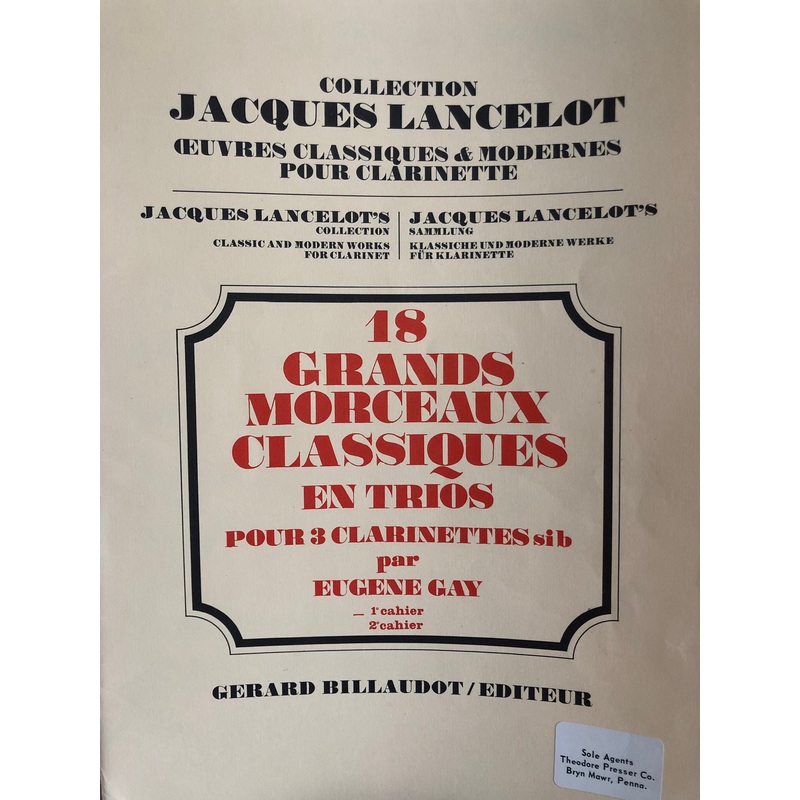 COLLECTION
JACQUES LANCELOT
ŒUVRES CLASSIQUES & MODERNES
POUR CLARINETTE
JACQUES LANCELOT'S
COLLECTION
CLASSIC AND MODERN WORKS
FOR CLARINET
JACQUES LANCELOT'S
SAMMLUNG
KLASSICHE UND MODERNE WERKE
FÜR KLARINETTE
18
GRANDS
MORCEAUX
CLASSIQUES
EN TRIOS
POUR 3 CLARINETTES sib
par
EUGENE GAY
_ 1e cahier
2e cahier
GERARD BILLAUDOT / EDITEUR
Sole Agents
Theodore Presser Co.
Bryn Mawr, Penna.